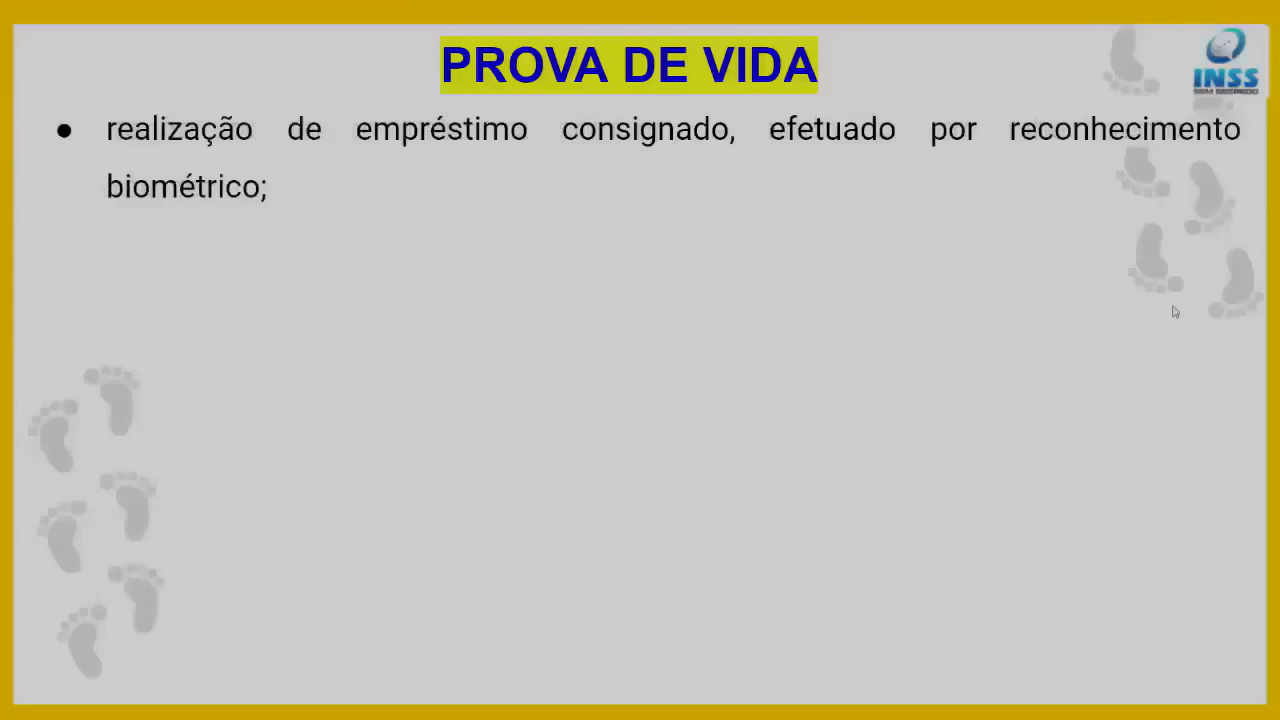 PROVA DE VIDA
INSS
● realização de empréstimo consignado, efetuado por reconhecimento
biométrico;